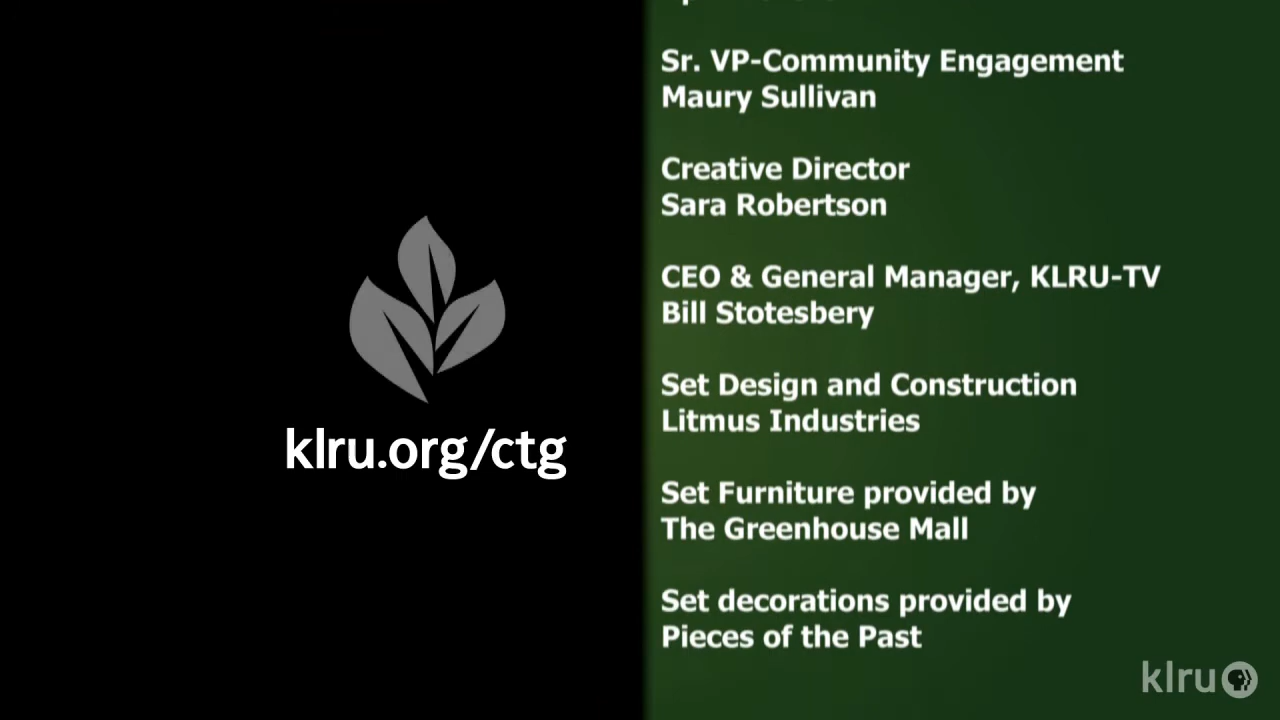 Sr. VP-Community Engagement
Maury Sullivan
Creative Director
Sara Robertson
CEO & General Manager, KLRU-TV
Bill Stotesbery
Set Design and Construction
Litmus Industries
Set Furniture provided by
The Greenhouse Mall
Set decorations provided by
Pieces of the Past
klru.org/ctg
klru